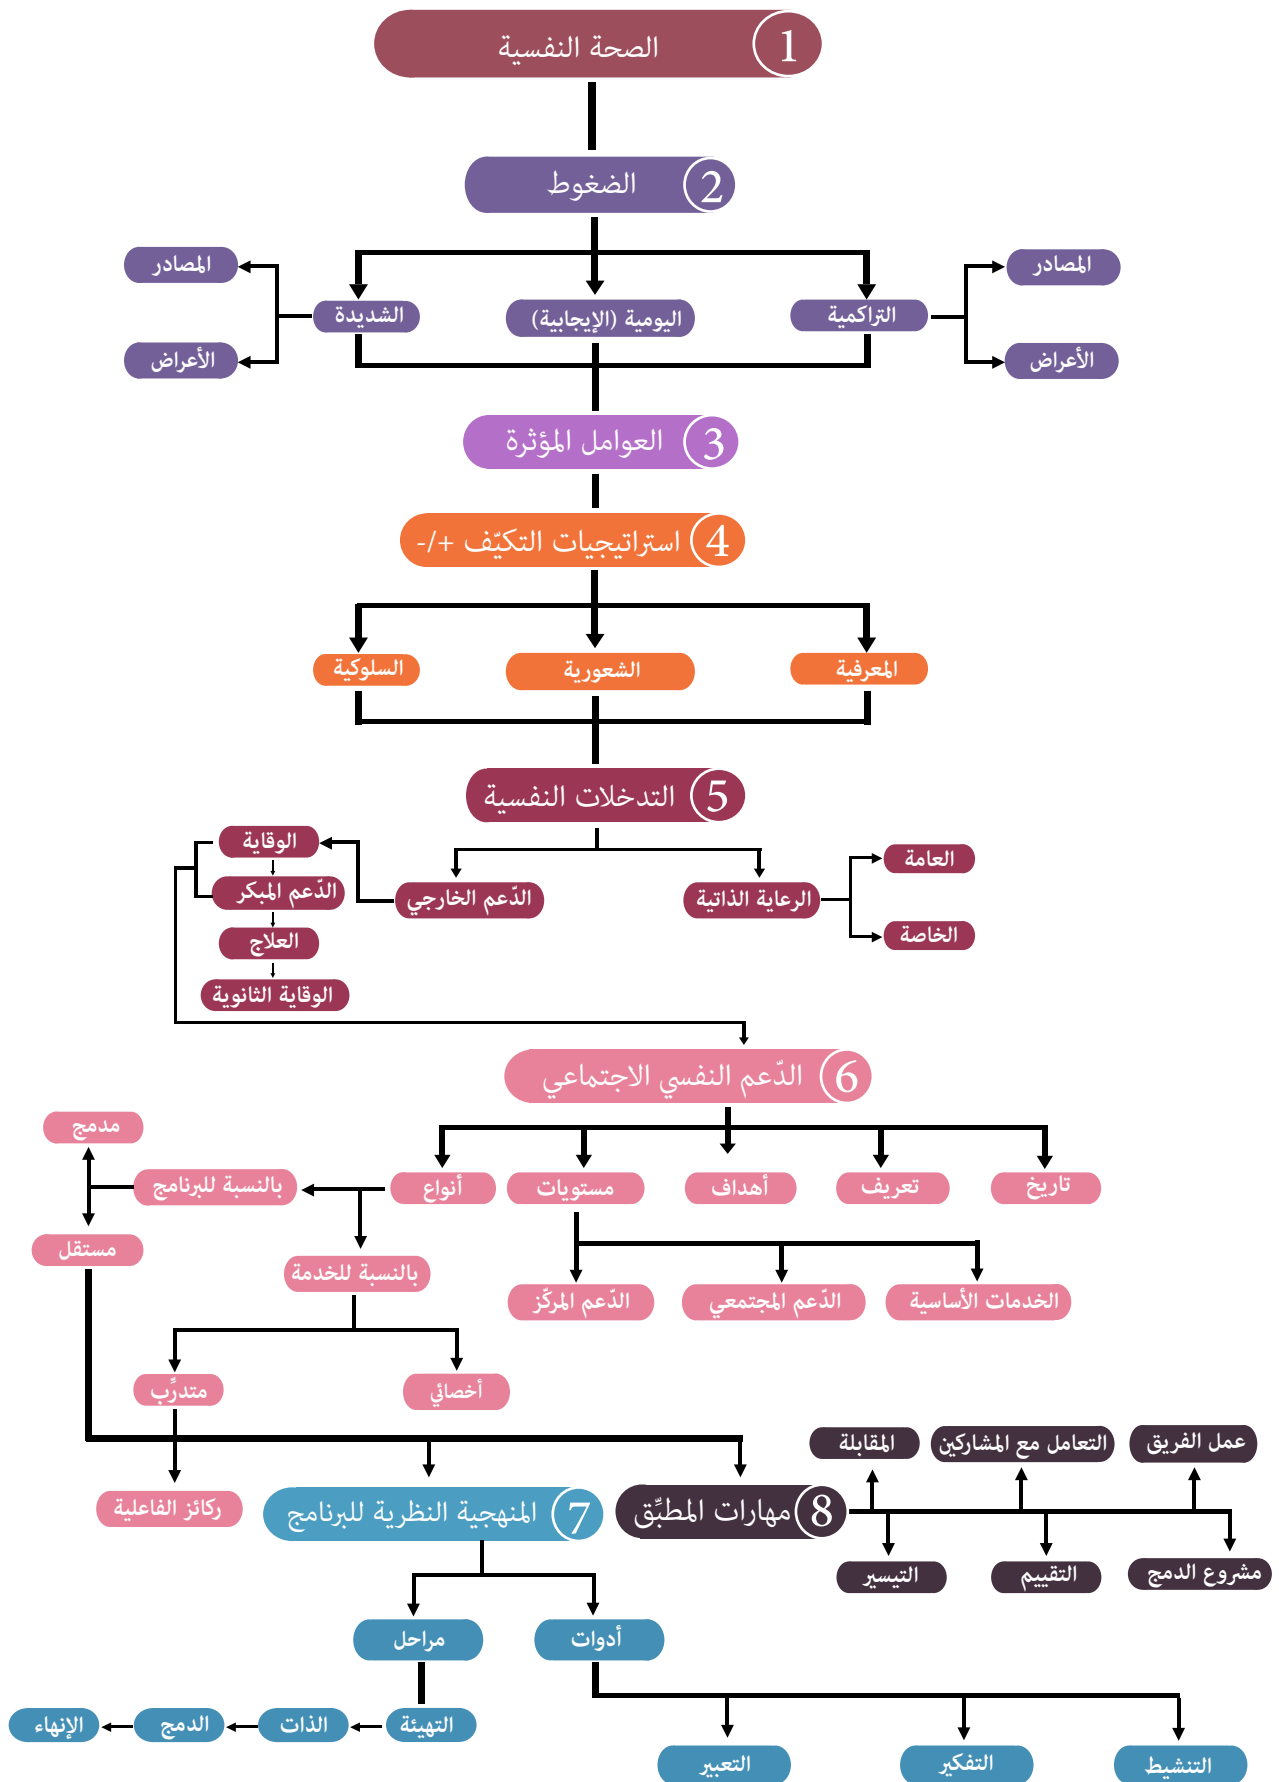 1 الصحة النفسية
2 الضغوط
المصادر
المصادر
التراكمية
اليومية (الإيجابية)
الشديدة
الأعراض
الأعراض
3 العوامل المؤثرة
4 استراتيجيات التكيّف +/-
المعرفية
الشعورية
السلوكية
5 التدخلات النفسية
العامة
الرعاية الذاتية
الخاصة
الدّعم الخارجي
الوقاية
الدّعم المبكر
العلاج
الوقاية الثانوية
6 الدّعم النفسي الاجتماعي
تاريخ
تعريف
أهداف
مستويات
أنواع
بالنسبة للبرنامج
مدمج
مستقل
بالنسبة للخدمة
الخدمات الأساسية
الدّعم المجتمعي
الدّعم المركّز
أخصائي
متدرِّب
ركائز الفاعلية
عمل الفريق
التعامل مع المشاركين
المقابلة
8 مهارات المطبِّق
7 المنهجية النظرية للبرنامج
مشروع الدمج
التقييم
التيسير
أدوات
مراحل
التهيئة
الذات
الدمج
الإنهاء
التنشيط
التفكير
التعبير